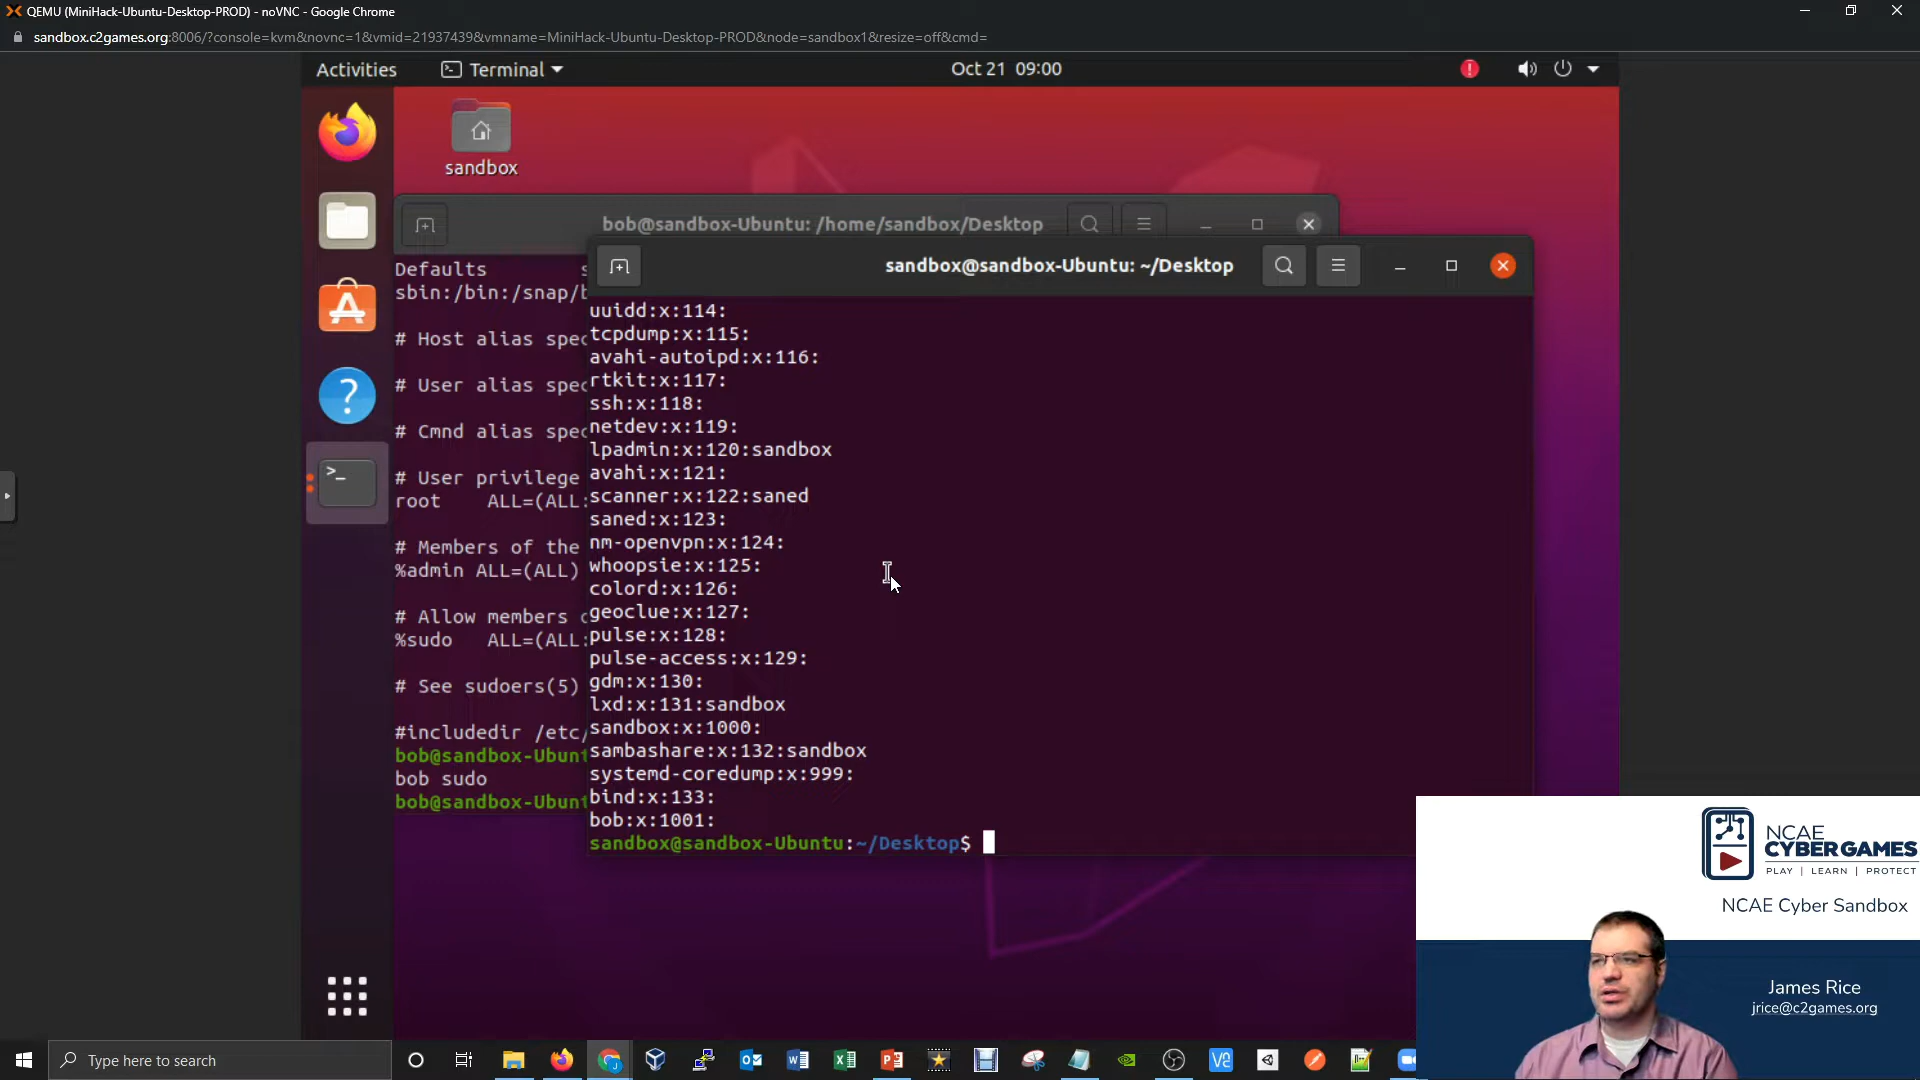 QEMU (MiniHack-Ubuntu-Desktop-PROD) - noVNC - Google Chrome
sandbox.c2games.org:8006/?console=kvm&novnc=1&vmid=21937439&vmname=MiniHack-Ubuntu-Desktop-PROD&node=sandbox1&resize=off&cmd=
Activities
Terminal
Oct 21 09:00
sandbox
bob@sandbox-Ubuntu: /home/sandbox/Desktop
Defaults
sbin:/bin:/snap/b
# Host alias spec
# User alias spec
# Cmnd alias spec
# User privilege
root ALL=(ALL:
# Members of the
%admin ALL=(ALL)
# Allow members
%sudo ALL=(ALL:
# See sudoers(5)
#includedir /etc/
bob@sandbox-Ubunt
bob sudo
bob@sandbox-Ubunt
sandbox@sandbox-Ubuntu: ~/Desktop
uuidd:x:114:
tcpdump:x:115:
avahi-autoipd:x:116:
rtkit:x:117:
ssh:x:118:
netdev:x:119:
lpadmin:x:120:sandbox
avahi:x:121:
scanner:x:122:saned
saned:x:123:
nm-openvpn:x:124:
whoopsie:x:125:
colord:x:126:
geoclue:x:127:
pulse:x:128:
pulse-access:x:129:
gdm:x:130:
lxd:x:131:sandbox
sandbox:x:1000:
sambashare:x:132:sandbox
systemd-coredump:x:999:
bind:x:133:
bob:x:1001:
sandbox@sandbox-Ubuntu:~/Desktop$
NCAE
CYBERGAMES
PLAY | LEARN | PROTECT
NCAE Cyber Sandbox
James Rice
jrice@c2games.org
Type here to search